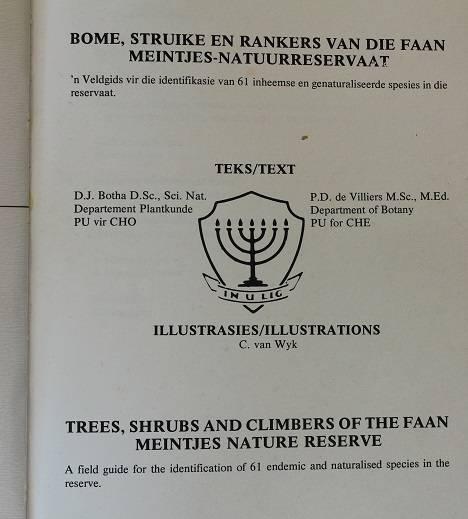 BOME, STRUIKE EN RANKERS VAN DIE FAAN
MEINTJES-NATUURRESERVAAT
'n Veldgids vir die identifikasie van 61 inheemse en genaturaliseerde spesies in die
reservaat.
TEKS/TEXT
D.J. Botha D.Sc., Sci. Nat.
Departement Plantkunde
PU vir CHO
P.D. de Villiers M.Sc., M.Ed.
Department of Botany
PU for CHE
IN U LIG
ILLUSTRASIES/ILLUSTRATIONS
C. van Wyk
TREES, SHRUBS AND CLIMBERS OF THE FAAN
MEINTJES NATURE RESERVE
A field guide for the identification of 61 endemic and naturalised species in the
reserve.